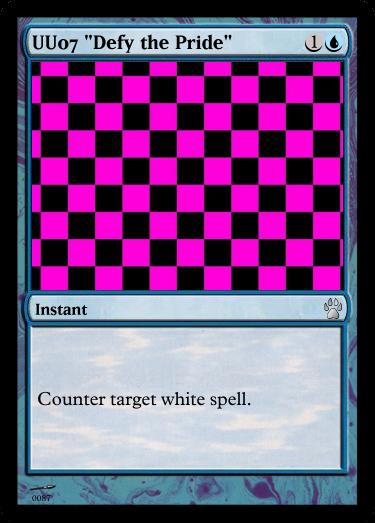 UU07 "Defy the Pride" 1
Instant
Counter target white spell.
0087